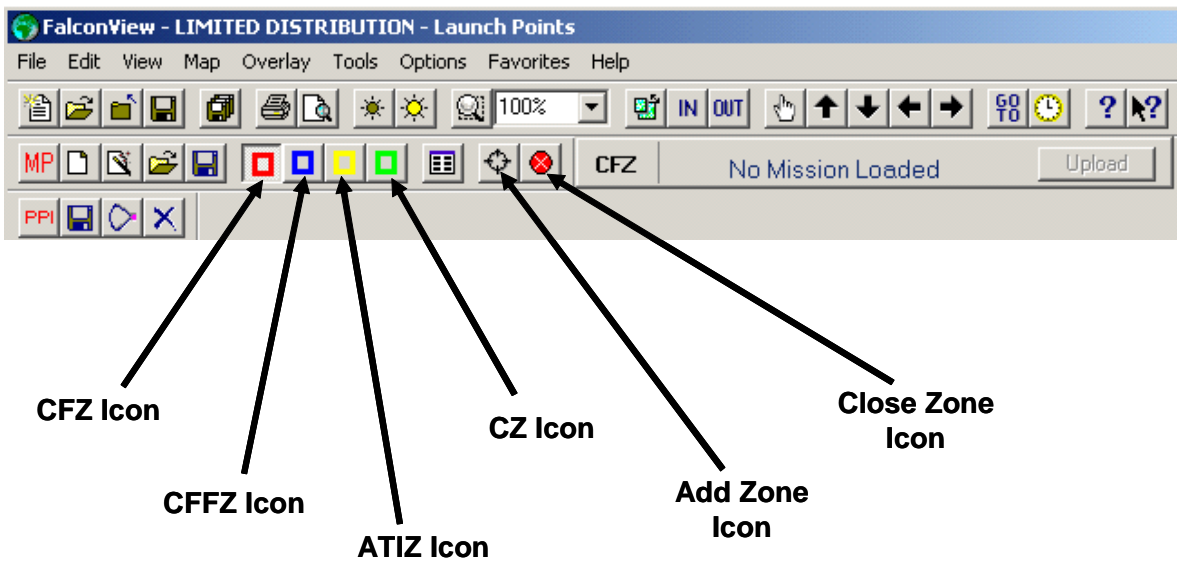 FalconView - LIMITED DISTRIBUTION - Launch Points
File Edit View Map Overlay Tools Options Favorites Help
100% IN OUT GO TO ? ?
MP CFZ No Mission Loaded Upload
PPI
CFZ Icon
CFFZ Icon
ATIZ Icon
CZ Icon
Add Zone
Icon
Close Zone
Icon